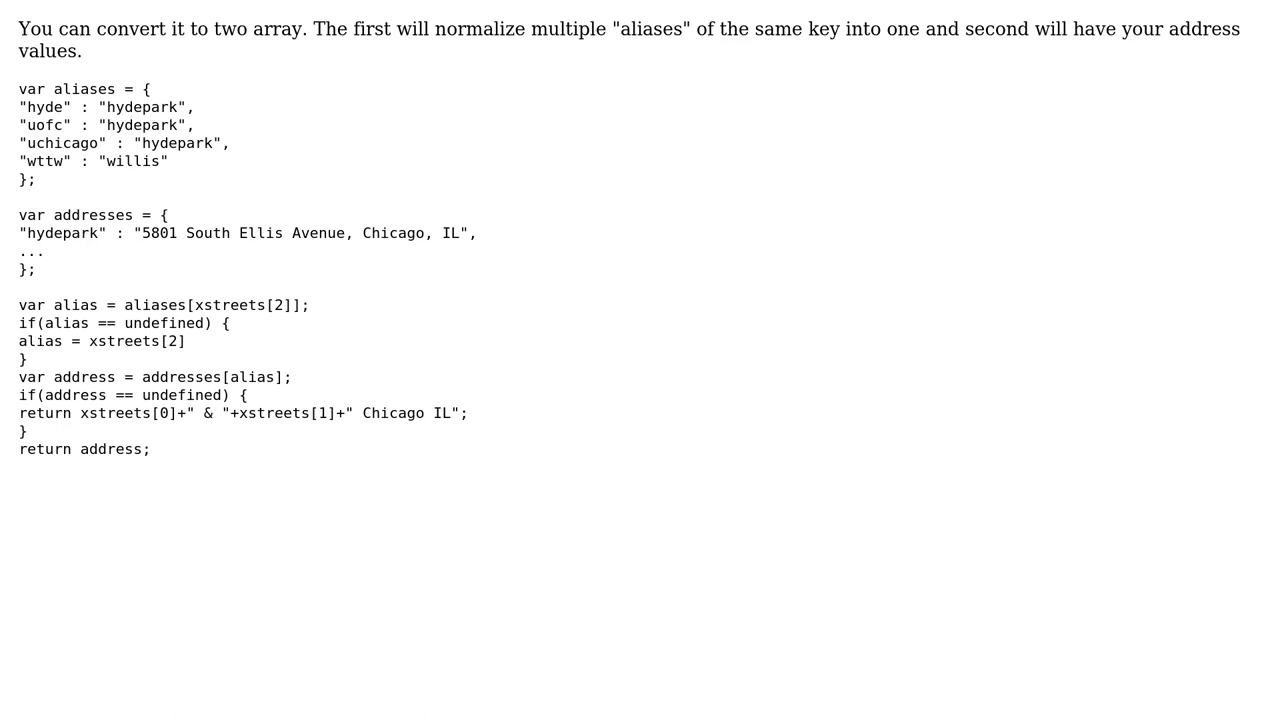 You can convert it to two array. The first will normalize multiple "aliases" of the same key into one and second will have your address
values.
var aliases = {
"hyde" : "hydepark",
"uofc" : "hydepark",
"uchicago" : "hydepark",
"wttw" : "willis"
};
var addresses = {
"hydepark" : "5801 South Ellis Avenue, Chicago, IL",
...
};
var alias = aliases[xstreets[2]];
if(alias == undefined) {
alias = xstreets[2]
}
var address = addresses[alias];
if(address == undefined) {
return xstreets[0]+" & "+xstreets[1]+" Chicago IL";
}
return address;